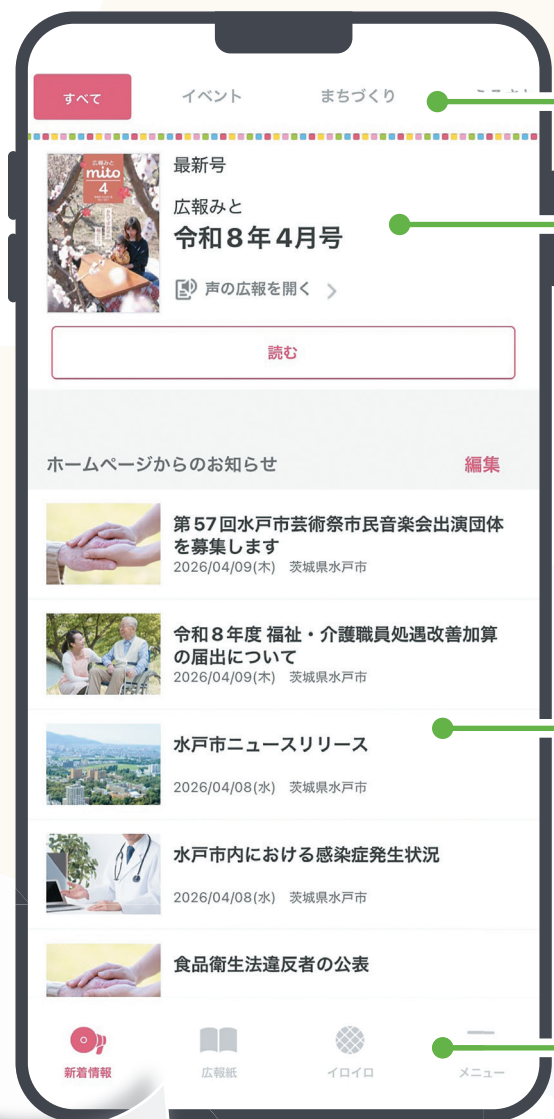 すべて
イベント
まちづくり
広報みと
mito
4
最新号
広報みと
令和8年4月号
声の広報を開く
読む
ホームページからのお知らせ
編集
第57回水戸市芸術祭市民音楽会出演団体
を募集します
2026/04/09(木) 茨城県水戸市
令和8年度 福祉・介護職員処遇改善加算
の届出について
2026/04/09(木) 茨城県水戸市
水戸市ニュースリリース
2026/04/08(水) 茨城県水戸市
水戸市内における感染症発生状況
2026/04/08(水) 茨城県水戸市
食品衛生法違反者の公表
新着情報
広報紙
イロイロ
メニュー